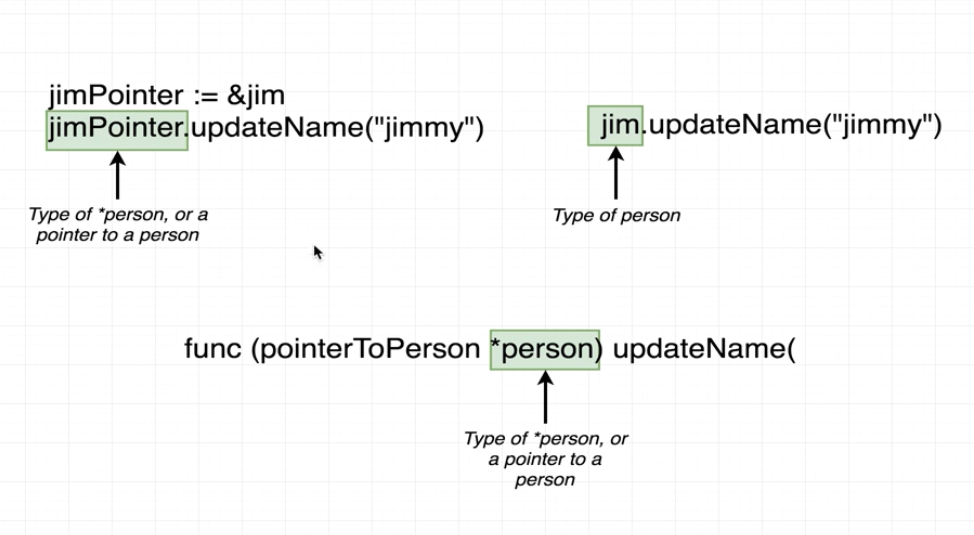 jimPointer := &jim
jimPointer.updateName("jimmy")
Type of *person, or a
pointer to a person
jim.updateName("jimmy")
Type of person
func (pointerToPerson *person) updateName(
Type of *person, or
a pointer to a
person